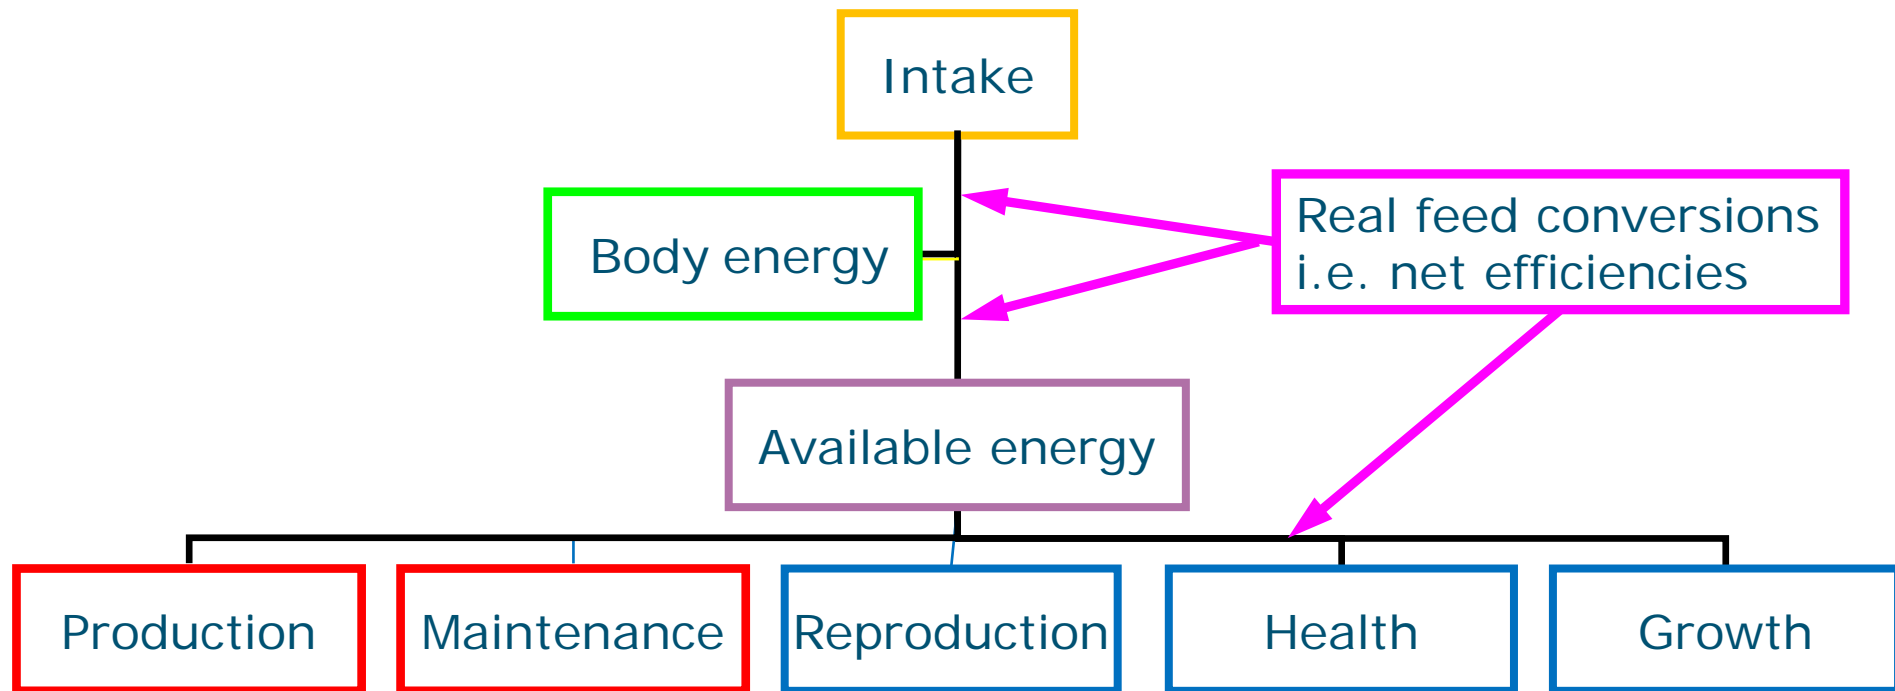 Intake
Body energy
Real feed conversions
i.e. net efficiencies
Available energy
Production
Maintenance
Reproduction
Health
Growth